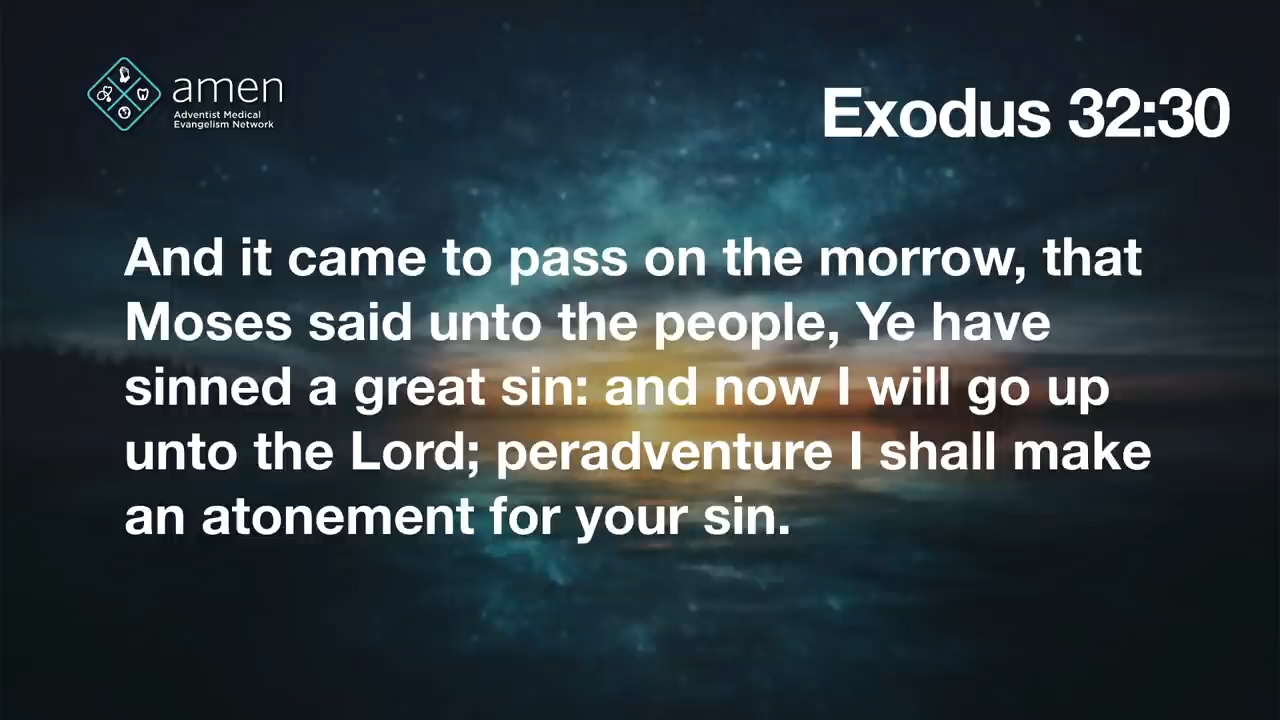 amen
Adventist Medical
Evangelism Network
Exodus 32:30
And it came to pass on the morrow, that
Moses said unto the people, Ye have
sinned a great sin: and now I will go up
unto the Lord; peradventure I shall make
an atonement for your sin.